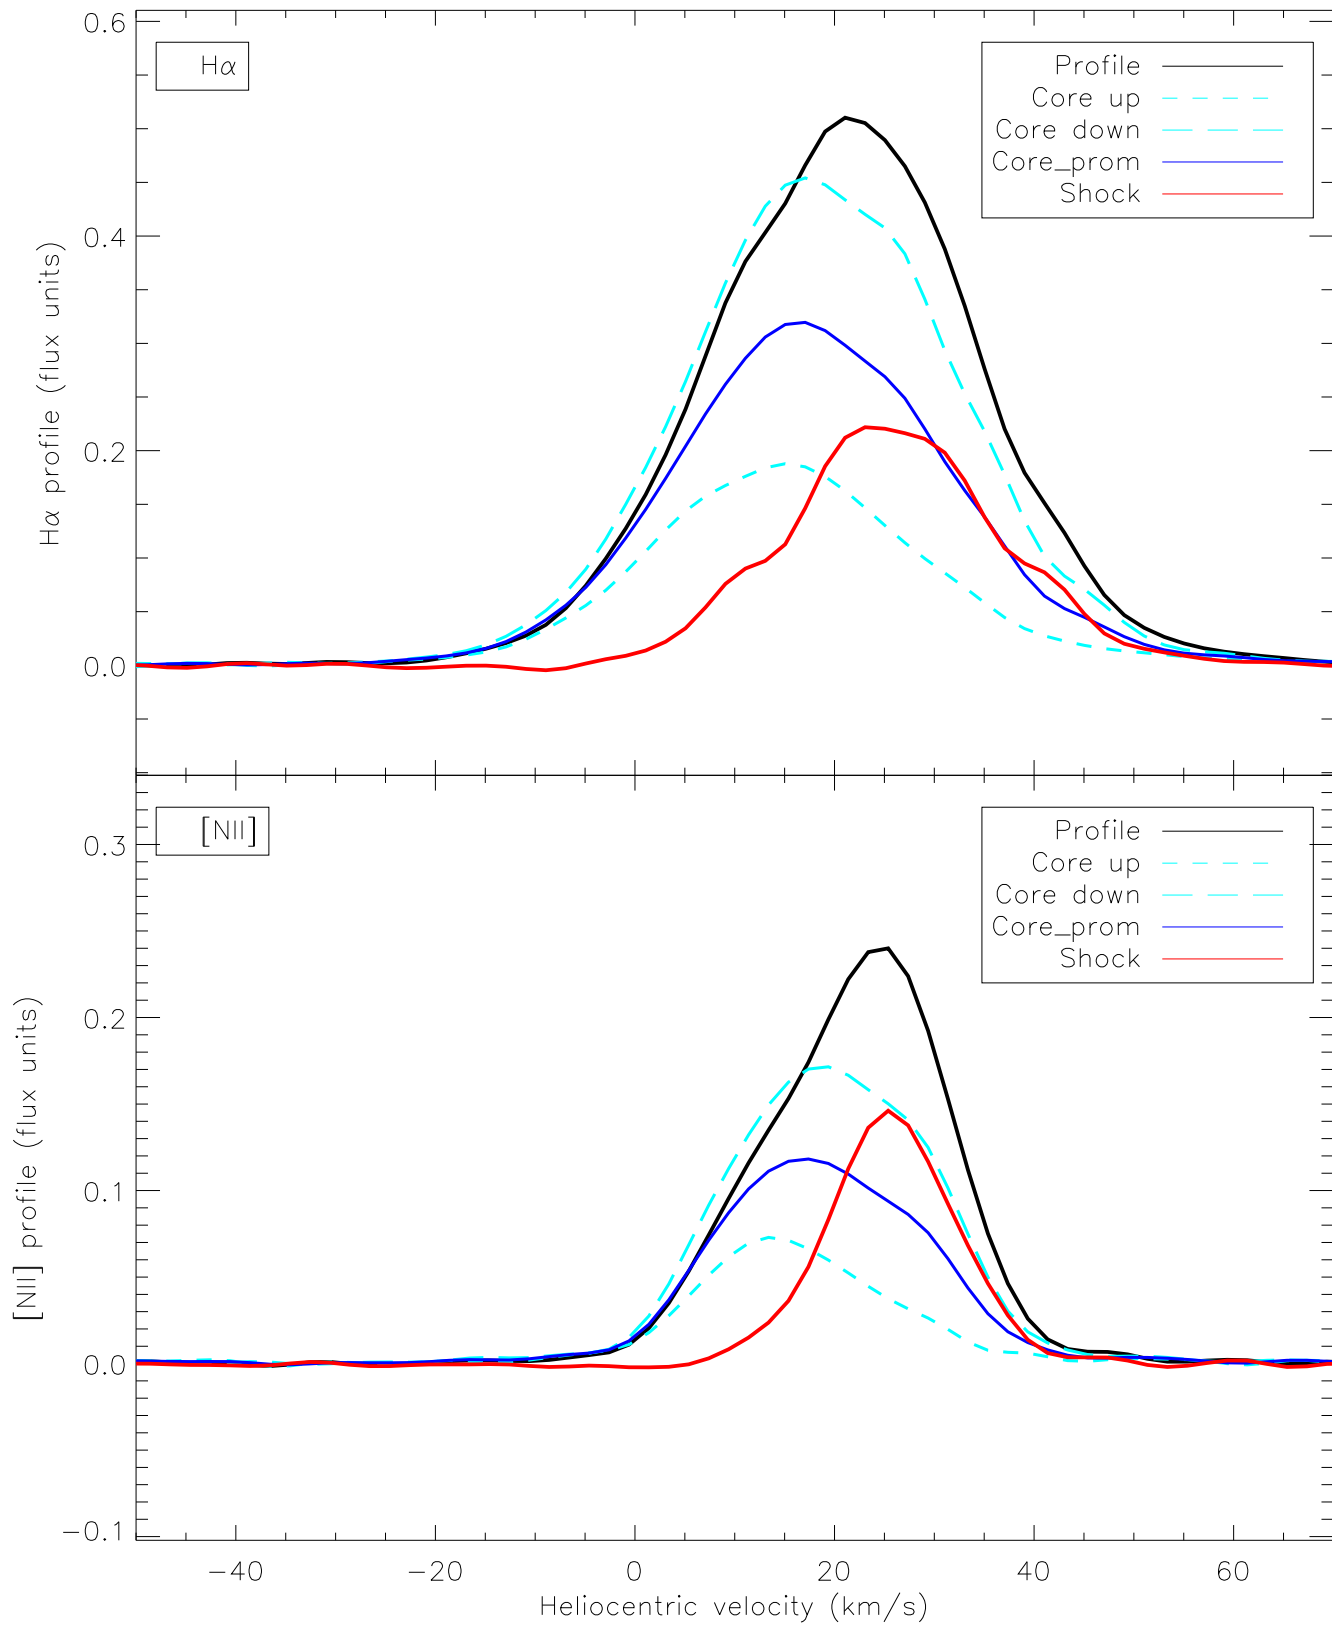 0.6
Hα
Profile
Core up
Core down
Core_prom
Shock
0.4
0.2
0.0
Hα profile (flux units)
[NII]
Profile
Core up
Core down
Core_prom
Shock
0.3
0.2
0.1
0.0
−0.1
[NII] profile (flux units)
−40 −20 0 20 40 60
Heliocentric velocity (km/s)